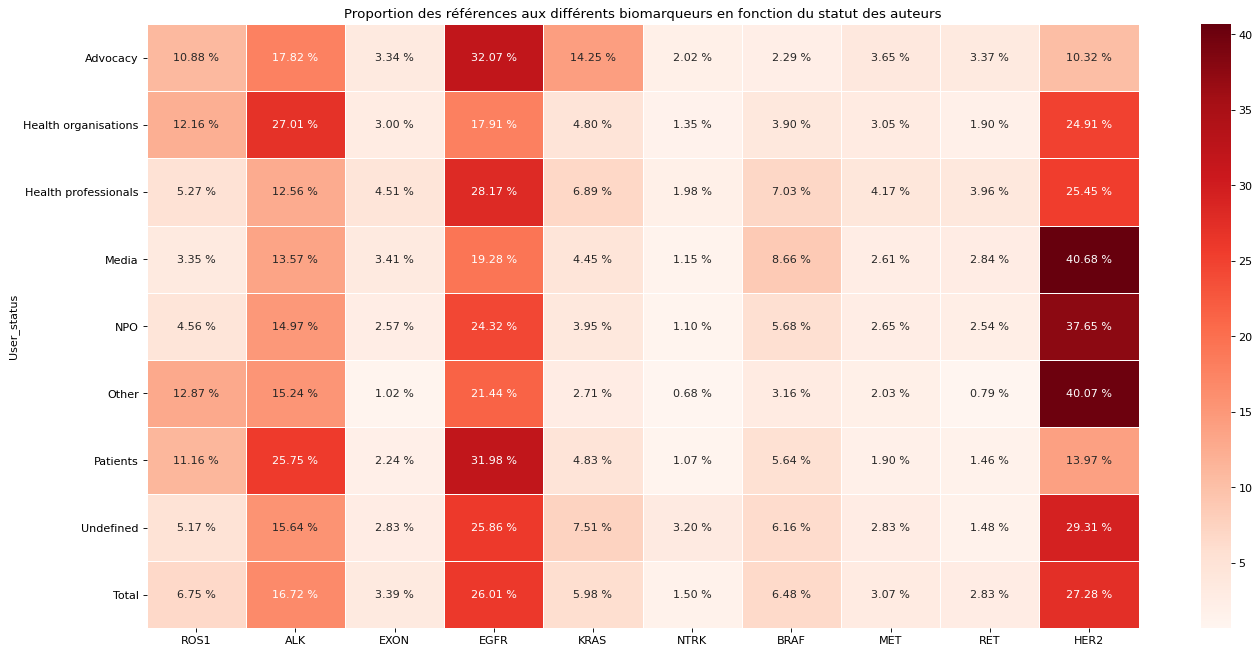 Proportion des références aux différents biomarqueurs en fonction du statut des auteurs
User_status
Advocacy 10.88 % 17.82 % 3.34 % 32.07 % 14.25 % 2.02 % 2.29 % 3.65 % 3.37 % 10.32 %
Health organisations 12.16 % 27.01 % 3.00 % 17.91 % 4.80 % 1.35 % 3.90 % 3.05 % 1.90 % 24.91 %
Health professionals 5.27 % 12.56 % 4.51 % 28.17 % 6.89 % 1.98 % 7.03 % 4.17 % 3.96 % 25.45 %
Media 3.35 % 13.57 % 3.41 % 19.28 % 4.45 % 1.15 % 8.66 % 2.61 % 2.84 % 40.68 %
NPO 4.56 % 14.97 % 2.57 % 24.32 % 3.95 % 1.10 % 5.68 % 2.65 % 2.54 % 37.65 %
Other 12.87 % 15.24 % 1.02 % 21.44 % 2.71 % 0.68 % 3.16 % 2.03 % 0.79 % 40.07 %
Patients 11.16 % 25.75 % 2.24 % 31.98 % 4.83 % 1.07 % 5.64 % 1.90 % 1.46 % 13.97 %
Undefined 5.17 % 15.64 % 2.83 % 25.86 % 7.51 % 3.20 % 6.16 % 2.83 % 1.48 % 29.31 %
Total 6.75 % 16.72 % 3.39 % 26.01 % 5.98 % 1.50 % 6.48 % 3.07 % 2.83 % 27.28 %
ROS1 ALK EXON EGFR KRAS NTRK BRAF MET RET HER2
40
35
30
25
20
15
10
5